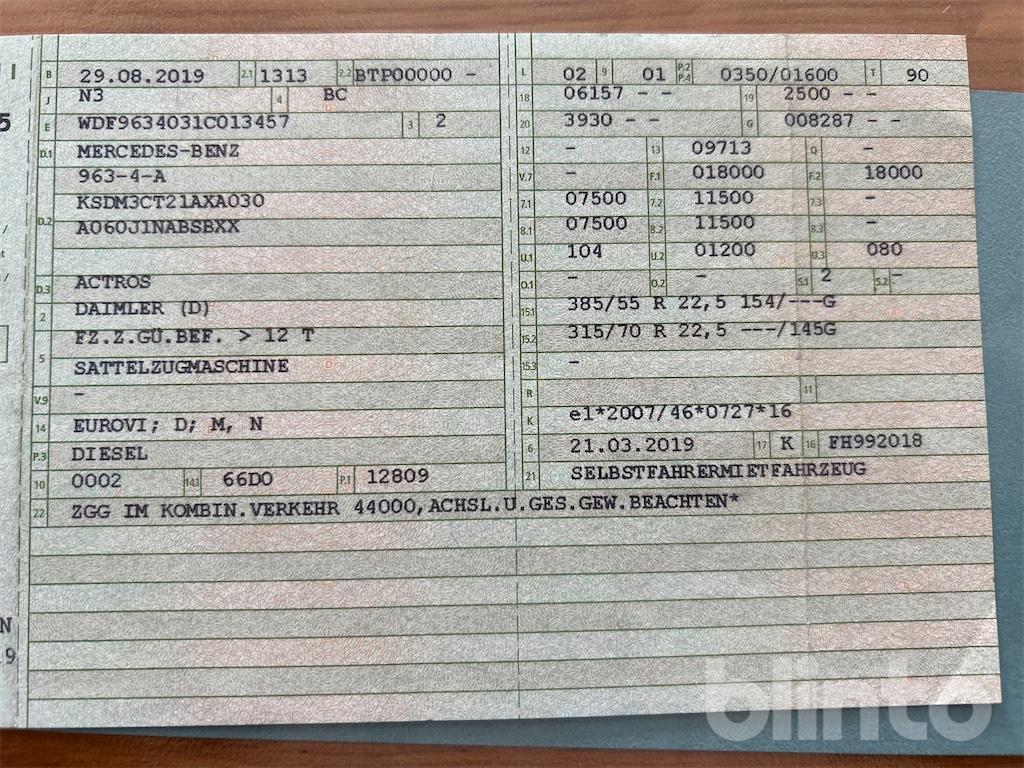 B 29.08.2019 2.1 1313 2.2 BTP00000 -
J N3 4 BC
E WDF9634031C013457 3 2
D.1 MERCEDES-BENZ
963-4-A
D.2 KSDM3CT21AXA030
A060J1NABSBXX
D.3 ACTROS
2 DAIMLER (D)
5 FZ.Z.GÜ.BEF. > 12 T
SATTELZUGMASCHINE
V.9 -
14 EUROVI; D; M, N
P.3 DIESEL
10 0002 14.1 66D0 P.1 12809
L 02 9 01 P.2 P.4 0350/01600 T 90
18 06157 - - 19 2500 - -
20 3930 - - G 008287 - -
12 - 13 09713 Q -
V.7 - F.1 018000 F.2 18000
7.1 07500 7.2 11500 7.3 -
8.1 07500 8.2 11500 8.3 -
U.1 104 U.2 01200 U.3 080
O.1 - O.2 - S.1 2 S.2 -
15.1 385/55 R 22,5 154/---G
15.2 315/70 R 22,5 ---/145G
15.3 -
R 11
K e1*2007/46*0727*16
6 21.03.2019 17 K 16 FH992018
21 SELBSTFAHRERMIETFAHRZEUG
22 ZGG IM KOMBIN.VERKEHR 44000,ACHSL.U.GES.GEW.BEACHTEN*
5
N
9
blinto